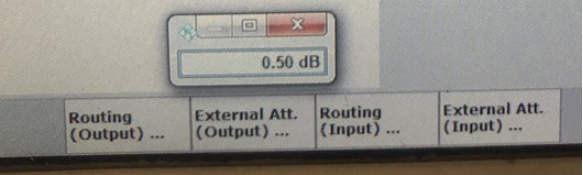 0.50 dB
Routing
(Output) ...
External Att.
(Output) ...
Routing
(Input) ...
External Att.
(Input) ...